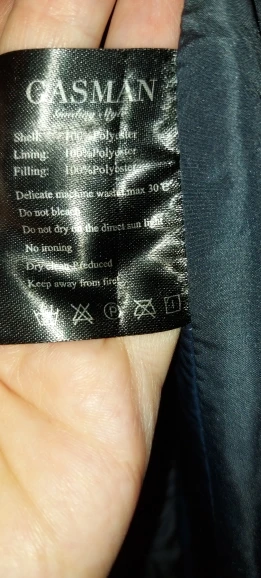 GASMAN
Shell: 100%Polyester
Lining: 100%Polyester
Filling: 100%Polyester
Delicate machine wash max 30℃
Do not bleach
Do not dry on the direct sun light
No ironing
Dry clean P reduced
Keep away from fire
P